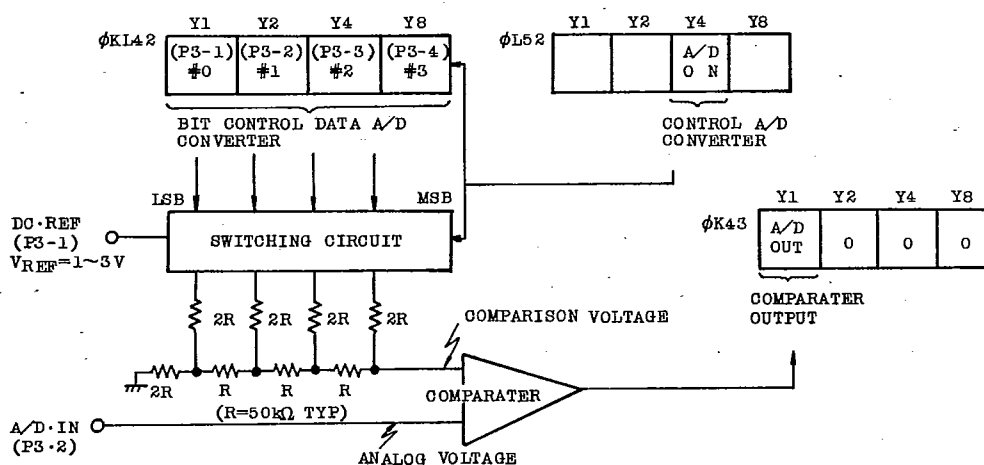 Y1 Y2 Y4 Y8
φKL42
(P3-1) (P3-2) (P3-3) (P3-4)
#0 #1 #2 #3
BIT CONTROL DATA A/D
CONVERTER
Y1 Y2 Y4 Y8
φL52
A/D
O N
CONTROL A/D
CONVERTER
LSB MSB
DC·REF
(P3-1)
VREF=1~3V
SWITCHING CIRCUIT
Y1 Y2 Y4 Y8
φK43
A/D
OUT
0 0 0
COMPARATER
OUTPUT
2R 2R 2R 2R
COMPARISON VOLTAGE
2R R R R
(R=50kΩ TYP)
COMPARATER
A/D·IN
(P3·2)
ANALOG VOLTAGE